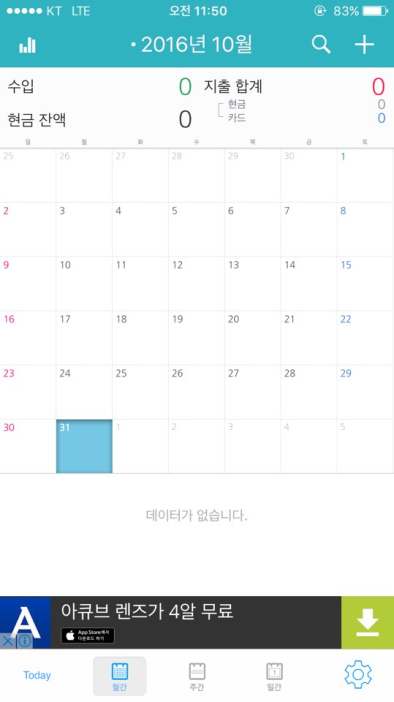 KT LTE 오전 11:50 83%
• 2016년 10월
수입 0 지출 합계 0
현금 0
현금 잔액 0 카드 0
일 월 화 수 목 금 토
25 26 27 28 29 30 1
2 3 4 5 6 7 8
9 10 11 12 13 14 15
16 17 18 19 20 21 22
23 24 25 26 27 28 29
30 31 1 2 3 4 5
데이터가 없습니다.
아큐브 렌즈가 4알 무료
App Store에서
다운로드 하기
Today 월간 주간 일간